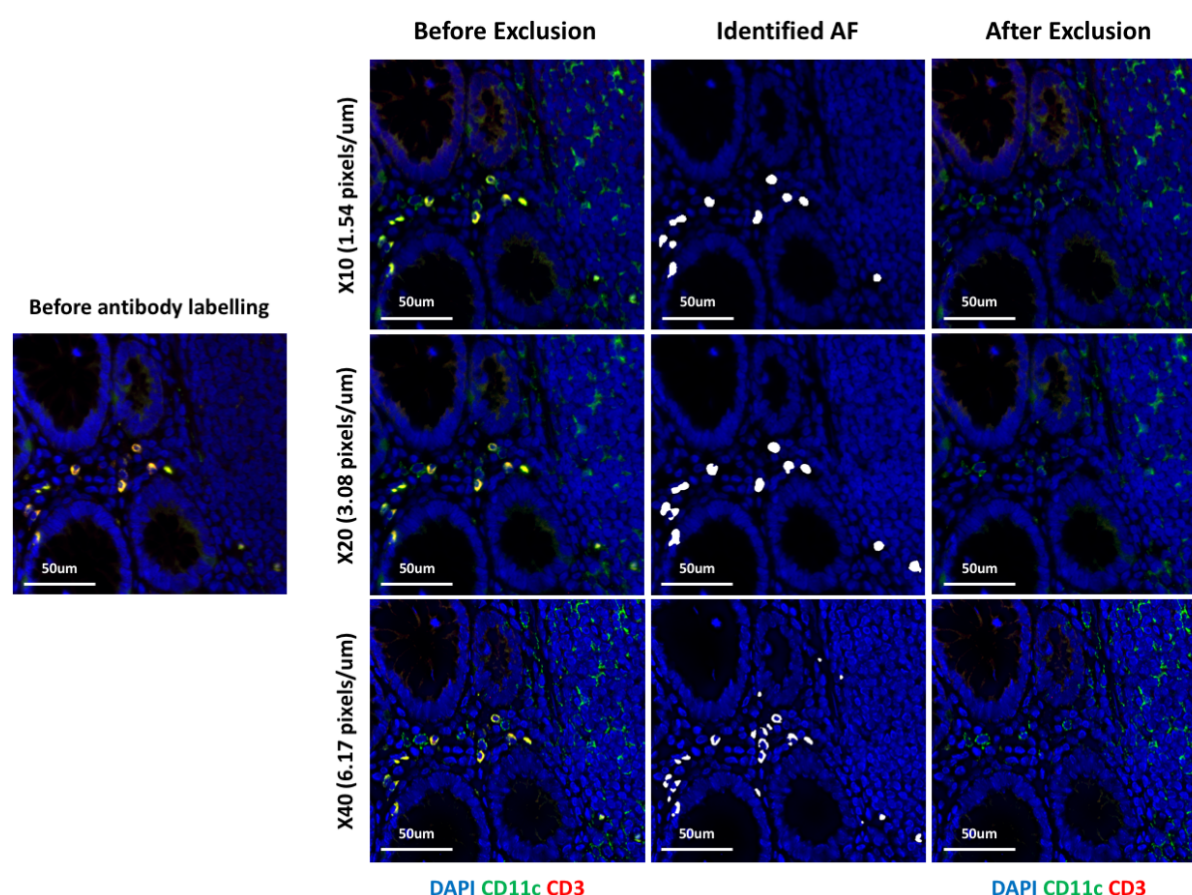 Before Exclusion
Identified AF
After Exclusion
X10 (1.54 pixels/um)
50um
50um
50um
Before antibody labelling
50um
X20 (3.08 pixels/um)
50um
50um
50um
X40 (6.17 pixels/um)
50um
50um
50um
DAPI CD11c CD3
DAPI CD11c CD3